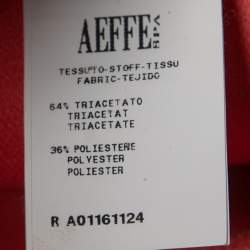 AEFFE SPA
TESSUTO-STOFF-TISSU
FABRIC-TEJIDO
64% TRIACETATO
TRIACETAT
TRIACETATE
36% POLIESTERE
POLYESTER
POLIESTER
R A01161124